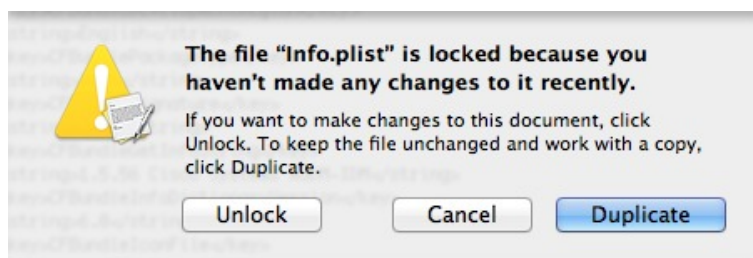 The file “Info.plist” is locked because you
haven't made any changes to it recently.
If you want to make changes to this document, click
Unlock. To keep the file unchanged and work with a copy,
click Duplicate.
Unlock
Cancel
Duplicate